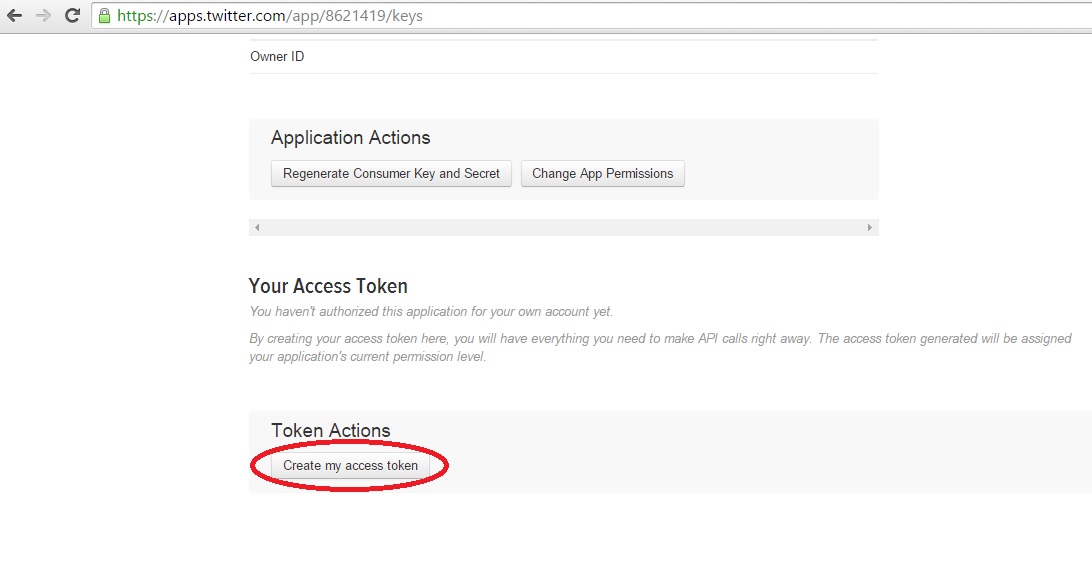 https://apps.twitter.com/app/8621419/keys
Owner ID
Application Actions
Regenerate Consumer Key and Secret Change App Permissions
Your Access Token
You haven't authorized this application for your own account yet.
By creating your access token here, you will have everything you need to make API calls right away. The access token generated will be assigned
your application's current permission level.
Token Actions
Create my access token